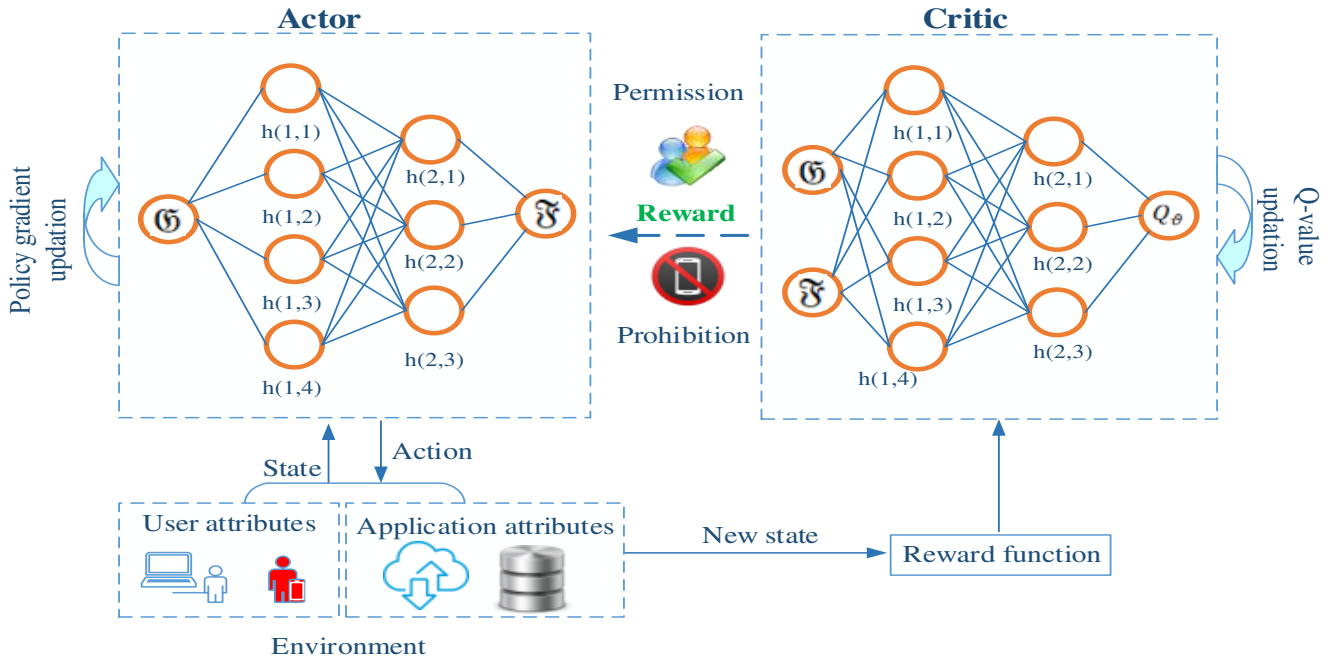 Actor
Critic
Policy gradient
updation
𝔊
h(1,1)
h(1,2)
h(1,3)
h(1,4)
h(2,1)
h(2,2)
h(2,3)
𝔉
Permission
Reward
Prohibition
𝔊
𝔉
h(1,1)
h(1,2)
h(1,3)
h(1,4)
h(2,1)
h(2,2)
h(2,3)
Qϑ
Q-value
updation
State
Action
User attributes
Application attributes
New state
Reward function
Environment